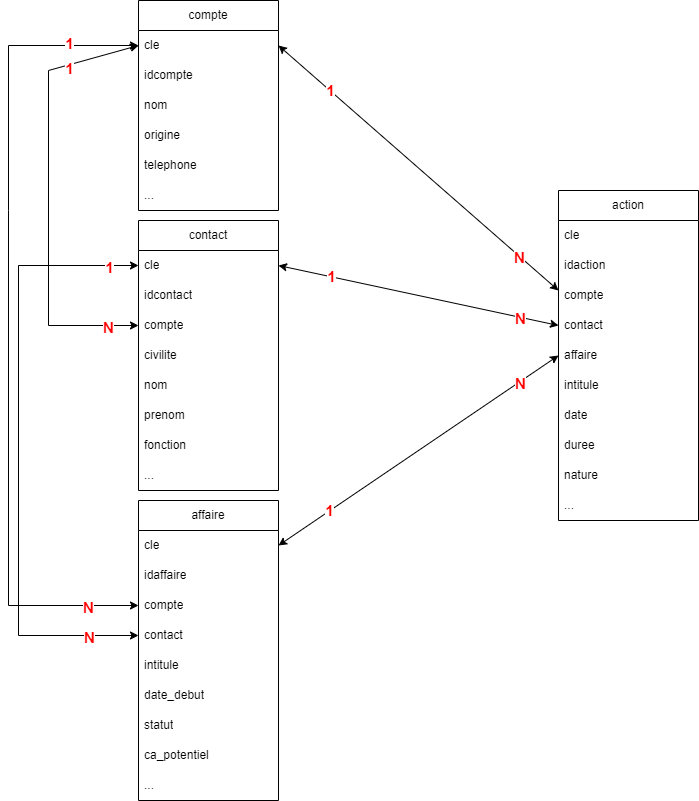 compte
1
cle
1
idcompte
nom
origine
telephone
...
1
N
contact
1
cle
idcontact
N
compte
civilite
nom
prenom
fonction
...
1
N
action
cle
idaction
compte
contact
affaire
intitule
date
duree
nature
...
N
1
affaire
cle
idaffaire
N
compte
N
contact
intitule
date_debut
statut
ca_potentiel
...